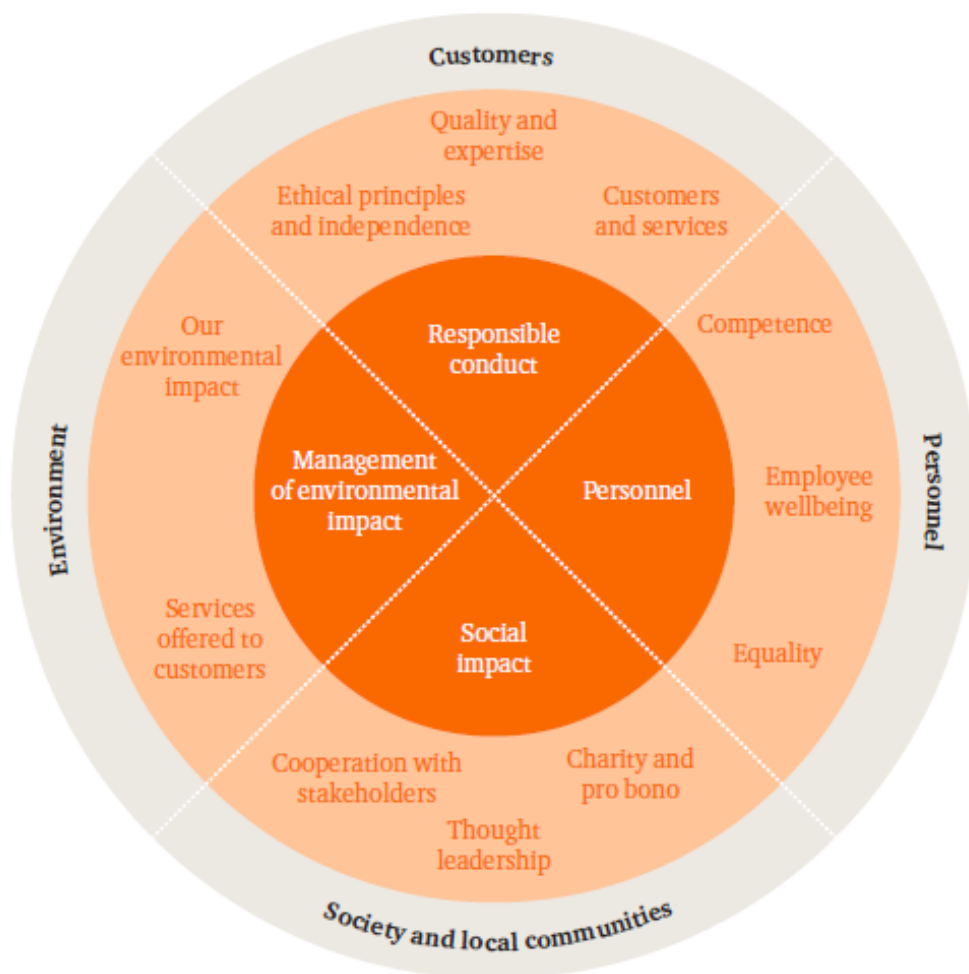 Customers
Quality and
expertise
Ethical principles
and independence
Customers
and services
Our
environmental
impact
Responsible
conduct
Competence
Environment
Management
of environmental
impact
Personnel
Employee
wellbeing
Personnel
Services
offered to
customers
Social
impact
Equality
Cooperation with
stakeholders
Charity and
pro bono
Thought
leadership
Society and local communities